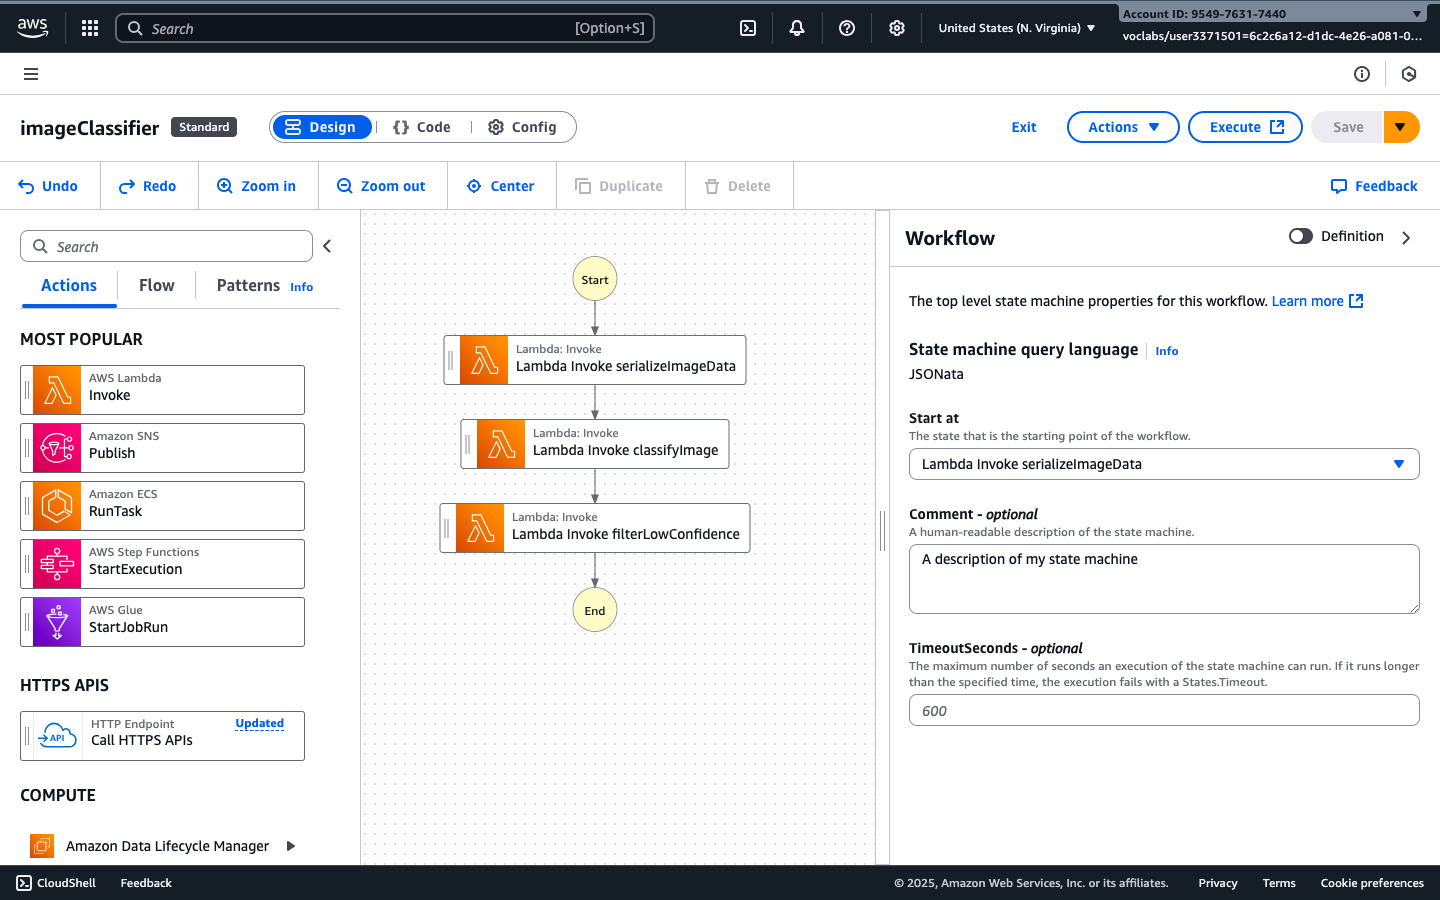 aws
Search
[Option+S]
United States (N. Virginia)
Account ID: 9549-7631-7440
voclabs/user3371501=6c2c6a12-d1dc-4e26-a081-0...
imageClassifier
Standard
Design
Code
Config
Exit
Actions
Execute
Save
Undo
Redo
Zoom in
Zoom out
Center
Duplicate
Delete
Feedback
Search
Actions
Flow
Patterns Info
MOST POPULAR
AWS Lambda
Invoke
Amazon SNS
Publish
Amazon ECS
RunTask
AWS Step Functions
StartExecution
AWS Glue
StartJobRun
HTTPS APIS
API
HTTP Endpoint
Updated
Call HTTPS APIs
COMPUTE
Amazon Data Lifecycle Manager
Start
Lambda: Invoke
Lambda Invoke serializeImageData
Lambda: Invoke
Lambda Invoke classifyImage
Lambda: Invoke
Lambda Invoke filterLowConfidence
End
Workflow
Definition
The top level state machine properties for this workflow. Learn more
State machine query language Info
JSONata
Start at
The state that is the starting point of the workflow.
Lambda Invoke serializeImageData
Comment - optional
A human-readable description of the state machine.
A description of my state machine
TimeoutSeconds - optional
The maximum number of seconds an execution of the state machine can run. If it runs longer
than the specified time, the execution fails with a States.Timeout.
600
CloudShell
Feedback
© 2025, Amazon Web Services, Inc. or its affiliates.
Privacy
Terms
Cookie preferences